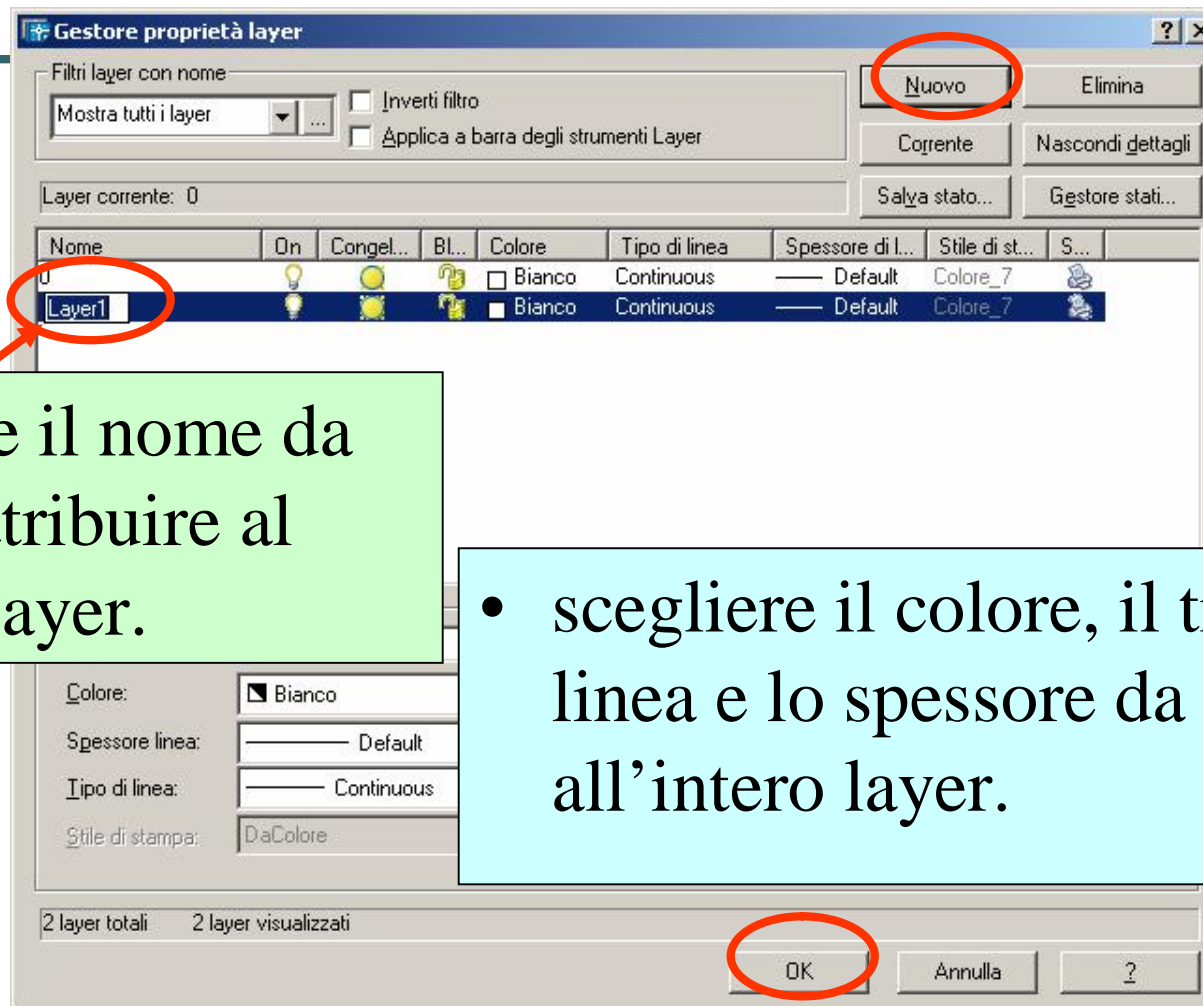 Gestore proprietà layer
Filtri layer con nome
Mostra tutti i layer
...
Inverti filtro
Applica a barra degli strumenti Layer
Nuovo
Elimina
Corrente
Nascondi dettagli
Layer corrente: 0
Salva stato...
Gestore stati...
Nome On Congel... Bl... Colore Tipo di linea Spessore di l... Stile di st... S...
0 Bianco Continuous Default Colore_7
Layer1 Bianco Continuous Default Colore_7
e il nome da
tribuire al
ayer.
• scegliere il colore, il
linea e lo spessore da
all’intero layer.
Colore: Bianco
Spessore linea: Default
Tipo di linea: Continuous
Stile di stampa: DaColore
2 layer totali 2 layer visualizzati
OK
Annulla
?